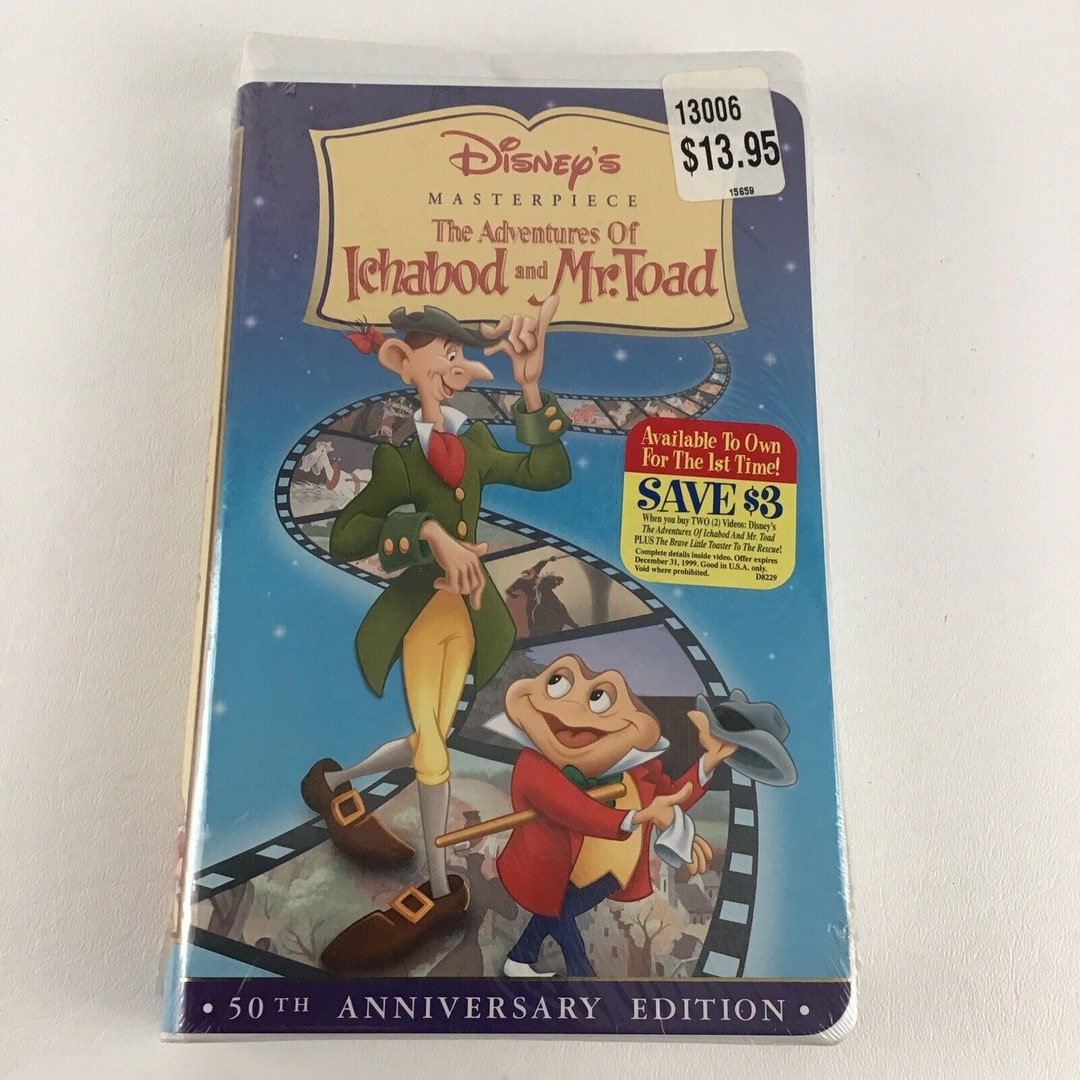 13006
$13.95
15659
Disney's
MASTERPIECE
The Adventures Of
Ichabod and Mr. Toad
Available To Own
For The 1st Time!
SAVE $3
When you buy TWO (2) Videos: Disney's
The Adventures Of Ichabod And Mr. Toad
PLUS The Brave Little Toaster To The Rescue!
Complete details inside video. Offer expires
December 31, 1999. Good in U.S.A. only.
Void where prohibited. D8229
• 50TH ANNIVERSARY EDITION •